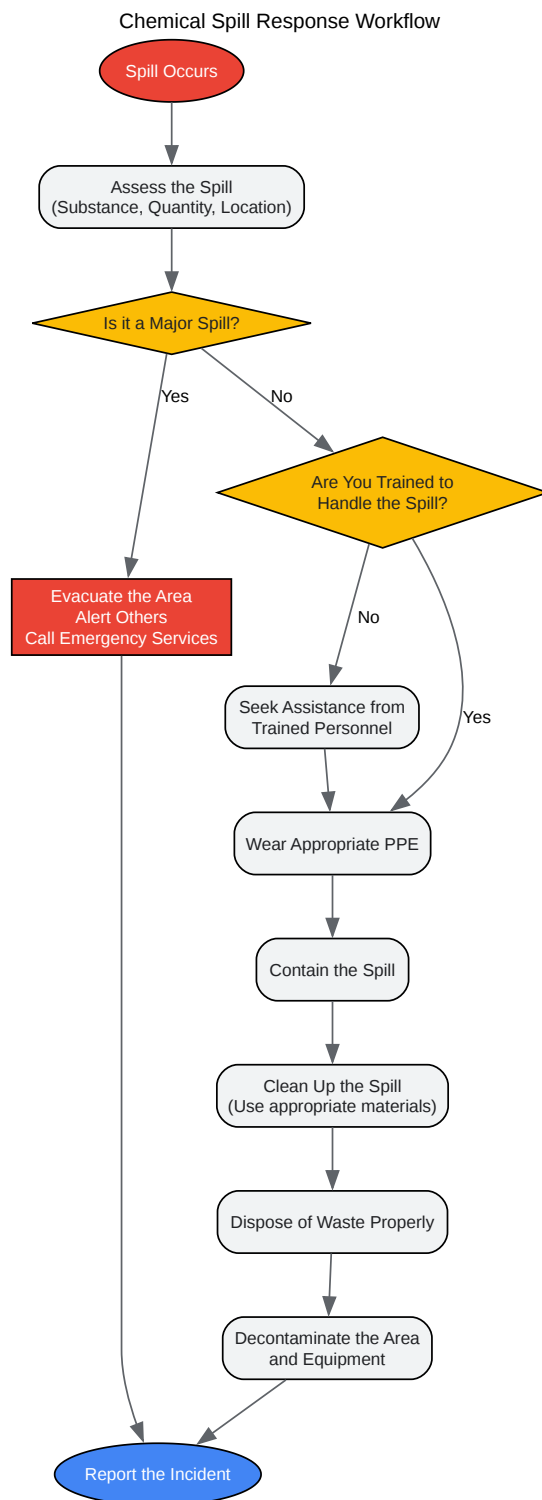 Chemical Spill Response Workflow
Spill Occurs
Assess the Spill
(Substance, Quantity, Location)
Is it a Major Spill?
Yes
No
Are You Trained to
Handle the Spill?
Evacuate the Area
Alert Others
Call Emergency Services
No
Seek Assistance from
Trained Personnel
Yes
Wear Appropriate PPE
Contain the Spill
Clean Up the Spill
(Use appropriate materials)
Dispose of Waste Properly
Decontaminate the Area
and Equipment
Report the Incident